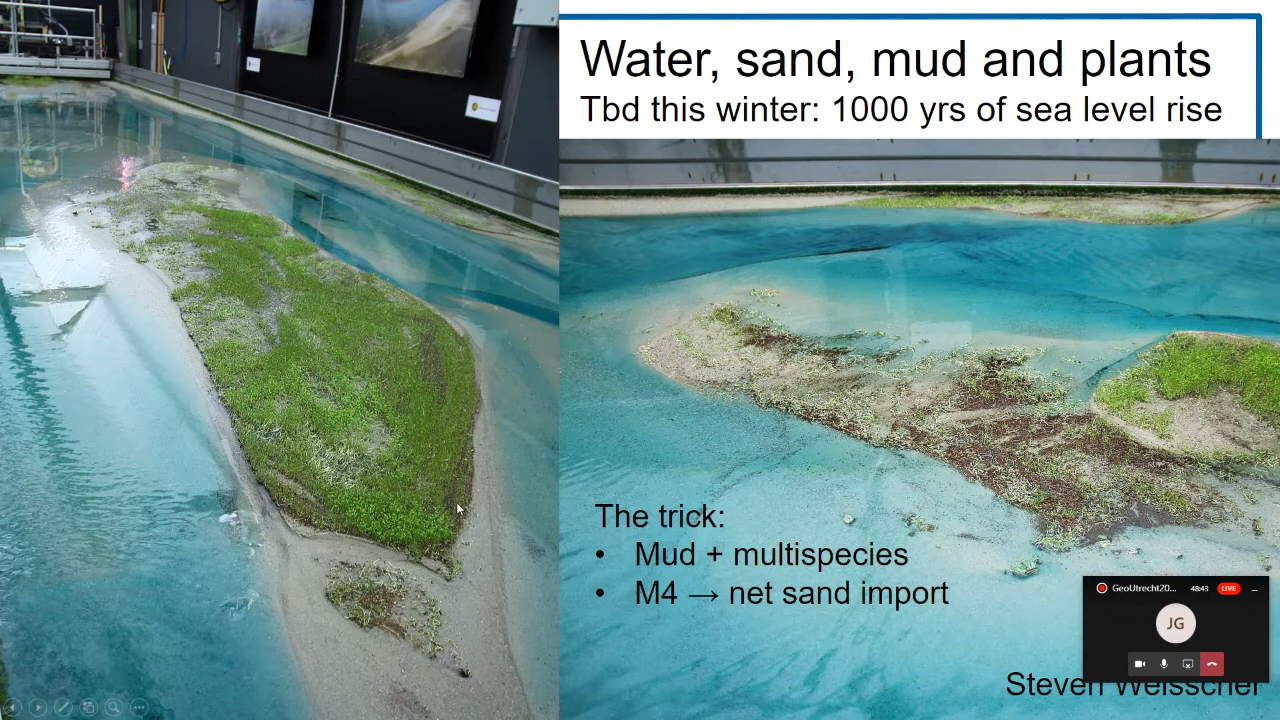 Water, sand, mud and plants
Tbd this winter: 1000 yrs of sea level rise
The trick:
• Mud + multispecies
• M4 → net sand import
GeoUtrecht20... 48:43 LIVE
JG
Steven Weisscher